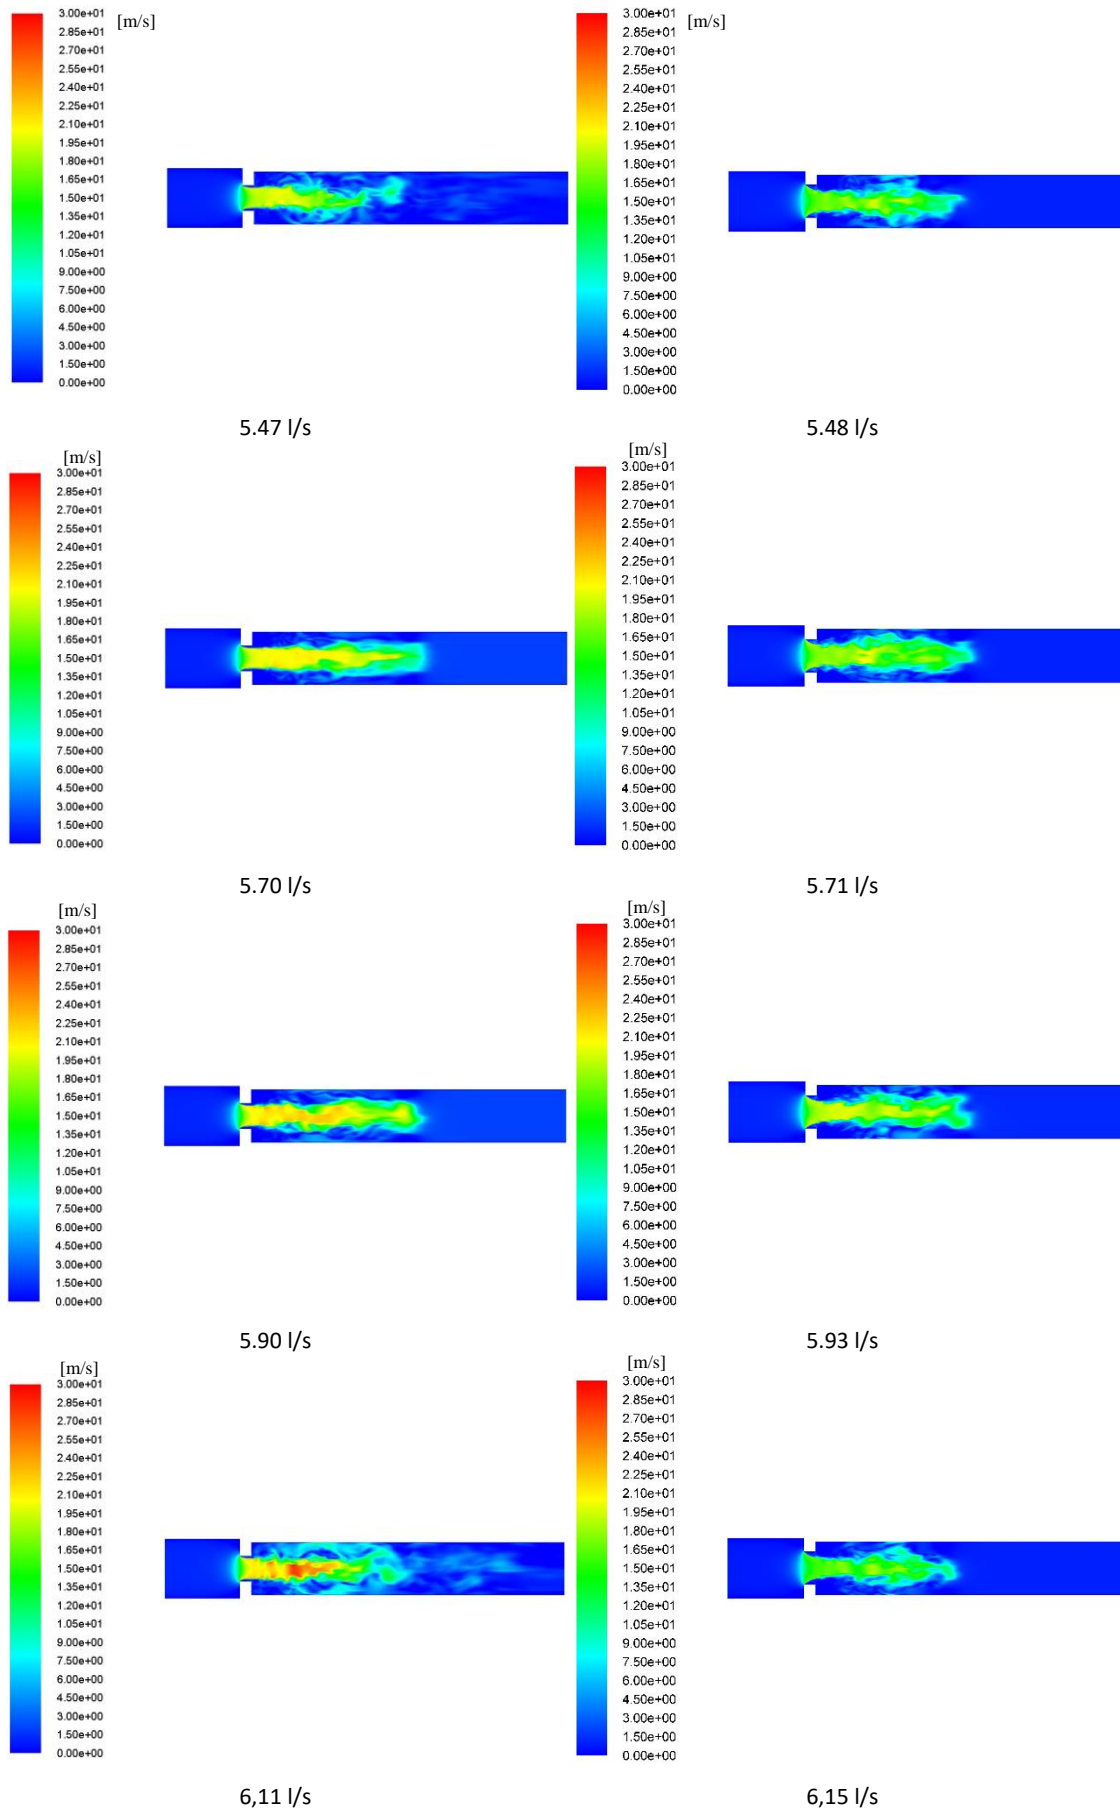 3.00e+01
[m/s]
2.85e+01
2.70e+01
2.55e+01
2.40e+01
2.25e+01
2.10e+01
1.95e+01
1.80e+01
1.65e+01
1.50e+01
1.35e+01
1.20e+01
1.05e+01
9.00e+00
7.50e+00
6.00e+00
4.50e+00
3.00e+00
1.50e+00
0.00e+00
5.47 l/s
3.00e+01
[m/s]
2.85e+01
2.70e+01
2.55e+01
2.40e+01
2.25e+01
2.10e+01
1.95e+01
1.80e+01
1.65e+01
1.50e+01
1.35e+01
1.20e+01
1.05e+01
9.00e+00
7.50e+00
6.00e+00
4.50e+00
3.00e+00
1.50e+00
0.00e+00
5.48 l/s
[m/s]
3.00e+01
2.85e+01
2.70e+01
2.55e+01
2.40e+01
2.25e+01
2.10e+01
1.95e+01
1.80e+01
1.65e+01
1.50e+01
1.35e+01
1.20e+01
1.05e+01
9.00e+00
7.50e+00
6.00e+00
4.50e+00
3.00e+00
1.50e+00
0.00e+00
5.70 l/s
[m/s]
3.00e+01
2.85e+01
2.70e+01
2.55e+01
2.40e+01
2.25e+01
2.10e+01
1.95e+01
1.80e+01
1.65e+01
1.50e+01
1.35e+01
1.20e+01
1.05e+01
9.00e+00
7.50e+00
6.00e+00
4.50e+00
3.00e+00
1.50e+00
0.00e+00
5.71 l/s
[m/s]
3.00e+01
2.85e+01
2.70e+01
2.55e+01
2.40e+01
2.25e+01
2.10e+01
1.95e+01
1.80e+01
1.65e+01
1.50e+01
1.35e+01
1.20e+01
1.05e+01
9.00e+00
7.50e+00
6.00e+00
4.50e+00
3.00e+00
1.50e+00
0.00e+00
5.90 l/s
[m/s]
3.00e+01
2.85e+01
2.70e+01
2.55e+01
2.40e+01
2.25e+01
2.10e+01
1.95e+01
1.80e+01
1.65e+01
1.50e+01
1.35e+01
1.20e+01
1.05e+01
9.00e+00
7.50e+00
6.00e+00
4.50e+00
3.00e+00
1.50e+00
0.00e+00
5.93 l/s
[m/s]
3.00e+01
2.85e+01
2.70e+01
2.55e+01
2.40e+01
2.25e+01
2.10e+01
1.95e+01
1.80e+01
1.65e+01
1.50e+01
1.35e+01
1.20e+01
1.05e+01
9.00e+00
7.50e+00
6.00e+00
4.50e+00
3.00e+00
1.50e+00
0.00e+00
6,11 l/s
[m/s]
3.00e+01
2.85e+01
2.70e+01
2.55e+01
2.40e+01
2.25e+01
2.10e+01
1.95e+01
1.80e+01
1.65e+01
1.50e+01
1.35e+01
1.20e+01
1.05e+01
9.00e+00
7.50e+00
6.00e+00
4.50e+00
3.00e+00
1.50e+00
0.00e+00
6,15 l/s